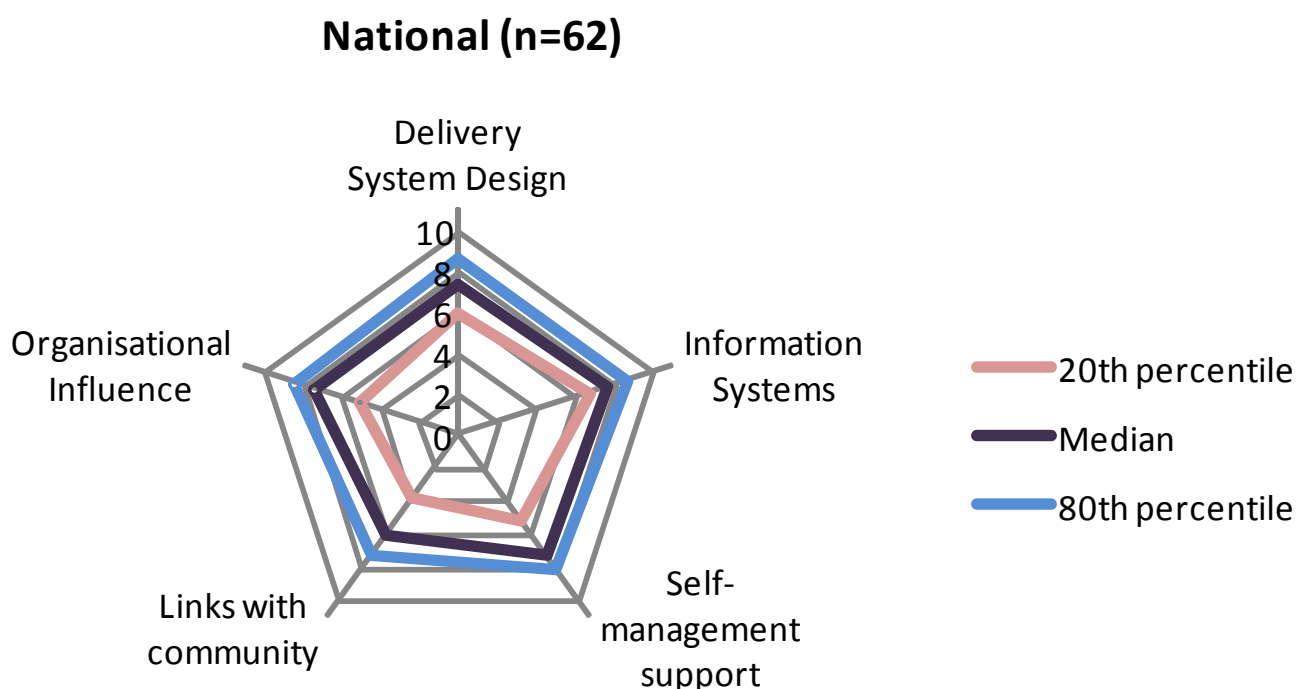 National (n=62)
Delivery
System Design
10
8
6
4
2
0
Organisational
Influence
Information
Systems
Links with
community
Self-
management
support
20th percentile
Median
80th percentile